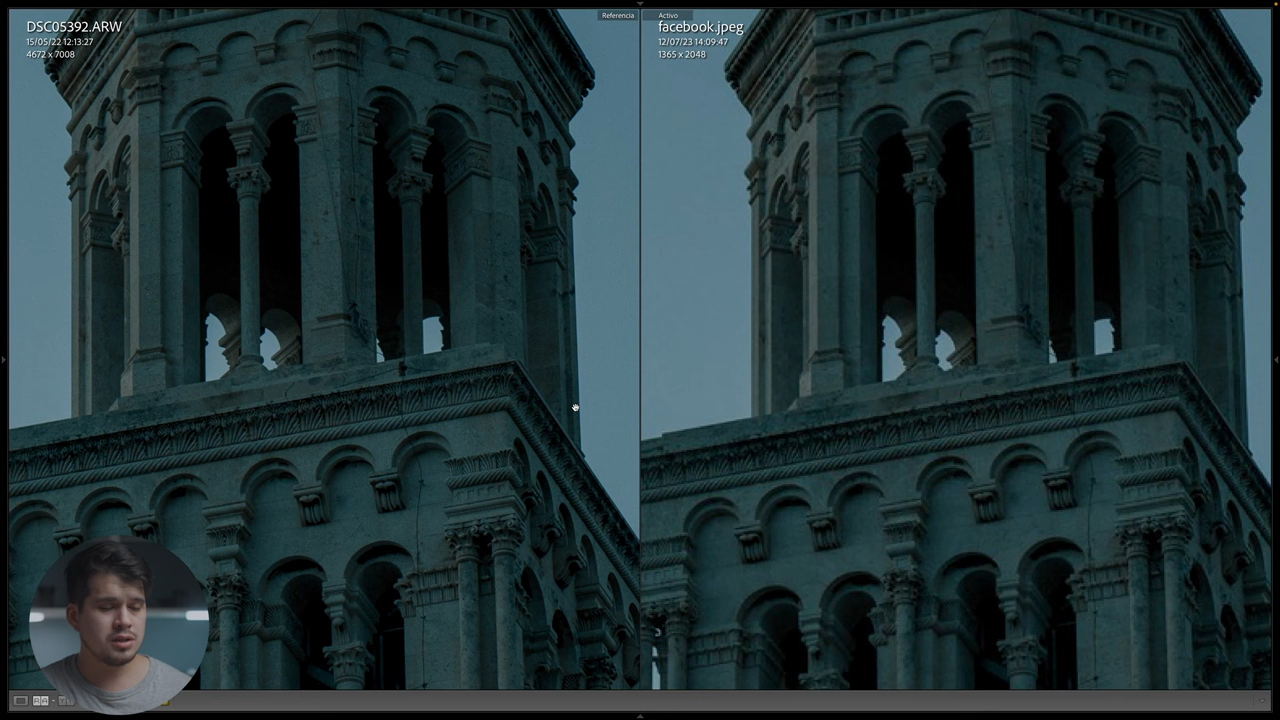 DSC05392.ARW
15/05/22 12:13:27
4672 x 7008
Referencia
Activo
facebook.jpeg
12/07/23 14:09:47
1365 x 2048